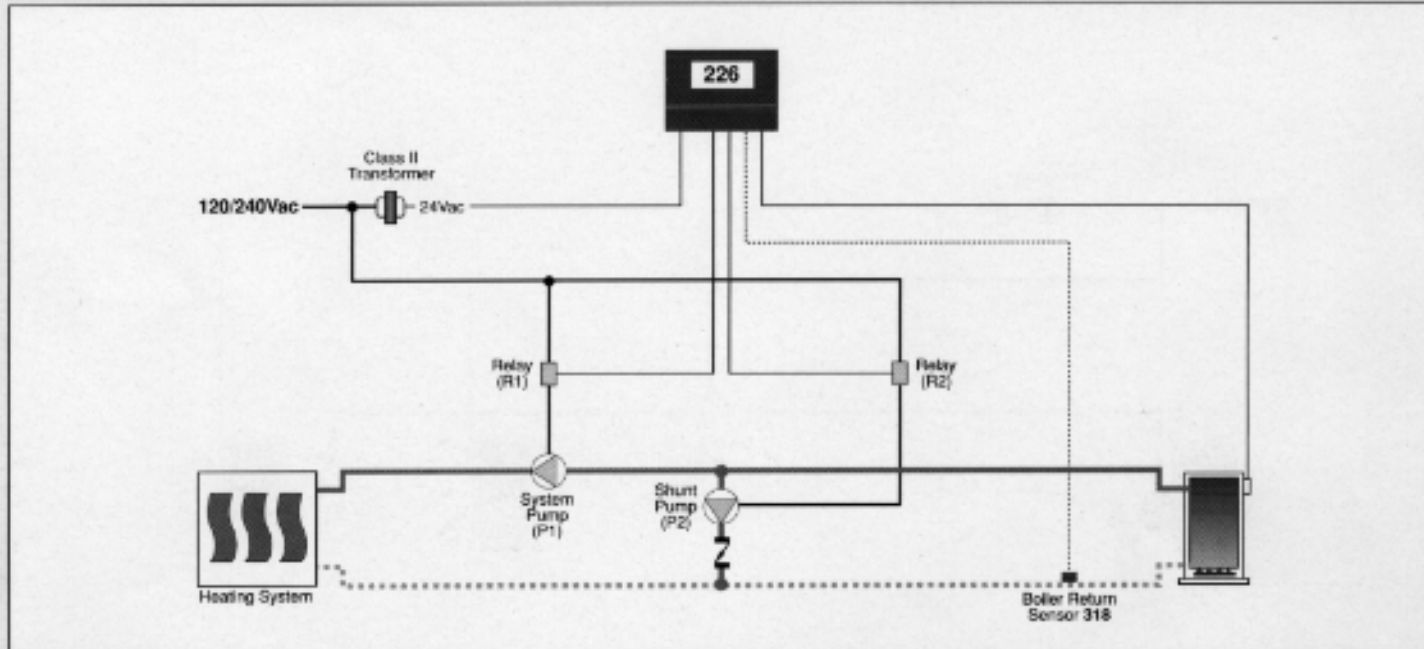 226
Class II
Transformer
120/240Vac
24Vac
Relay
(R1)
Relay
(R2)
System
Pump
(P1)
Shunt
Pump
(P2)
Heating System
Boiler Return
Sensor 318